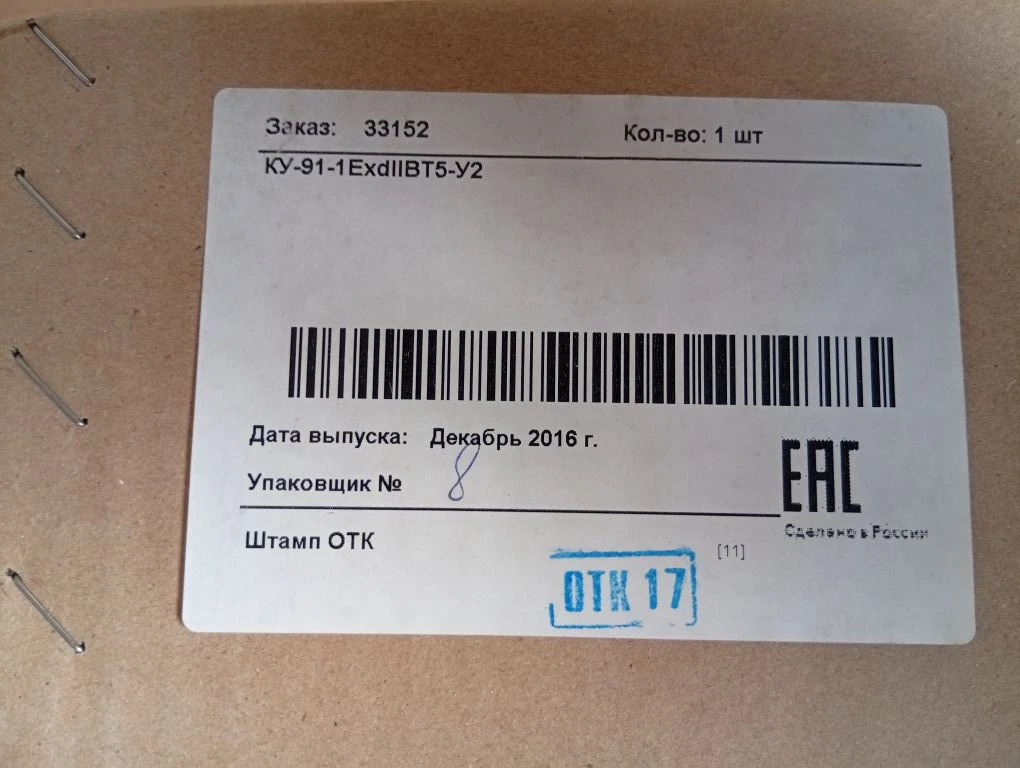 Заказ: 33152 Кол-во: 1 шт
КУ-91-1ExdIIBT5-У2
Дата выпуска: Декабрь 2016 г.
Упаковщик № 8
EAC
Сделано в России
Штамп ОТК
[11]
ОТК 17